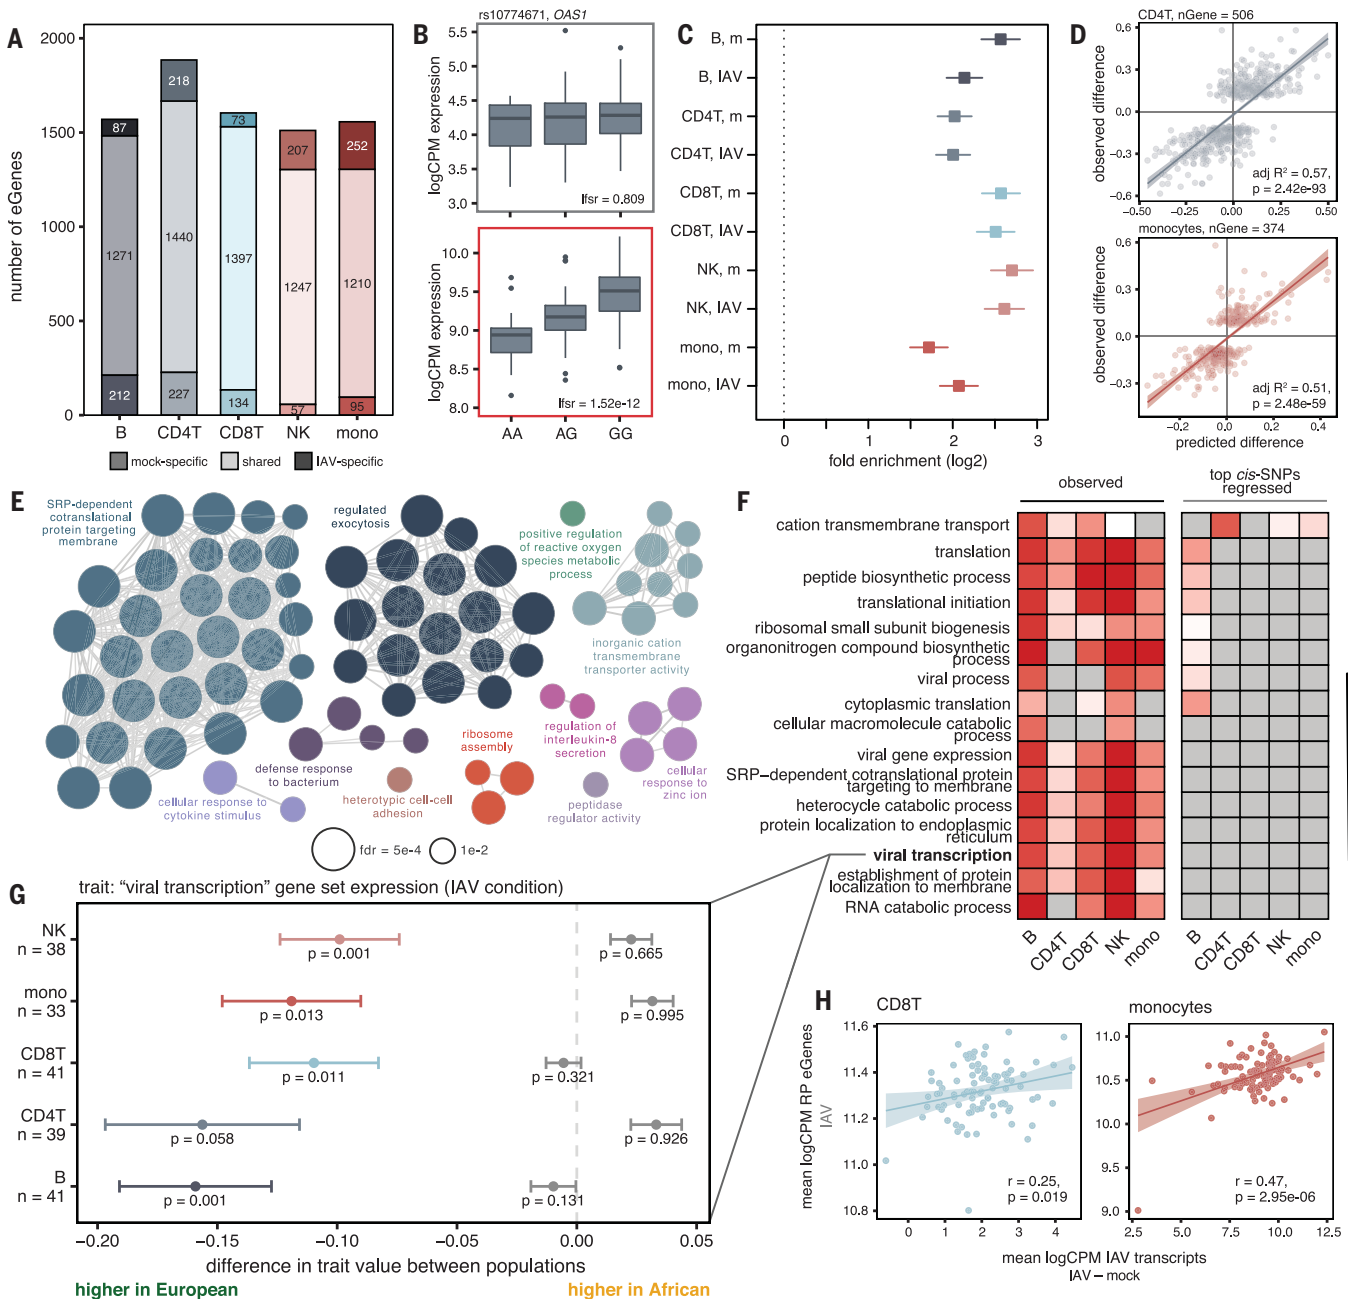 A
2000
1500
1000
500
0
number of eGenes
87
1271
212
218
1440
227
73
1397
134
207
1247
57
252
1210
95
B
CD4T
CD8T
NK
mono
mock-specific
shared
IAV-specific
B
rs10774671, OAS1
5.5
5.0
4.5
4.0
3.5
3.0
logCPM expression
lfsr = 0.809
10.0
9.5
9.0
8.5
8.0
logCPM expression
lfsr = 1.52e-12
AA
AG
GG
C
B, m
B, IAV
CD4T, m
CD4T, IAV
CD8T, m
CD8T, IAV
NK, m
NK, IAV
mono, m
mono, IAV
0
1
2
3
fold enrichment (log2)
D
CD4T, nGene = 506
0.6
0.3
0.0
−0.3
−0.6
observed difference
adj R² = 0.57,
p = 2.42e-93
−0.50
−0.25
0.00
0.25
0.50
monocytes, nGene = 374
0.6
0.3
0.0
−0.3
observed difference
adj R² = 0.51,
p = 2.48e-59
−0.2
0.0
0.2
0.4
predicted difference
E
SRP-dependent
cotranslational
protein targeting
membrane
regulated
exocytosis
positive regulation
of reactive oxygen
species metabolic
process
inorganic cation
transmembrane
transporter activity
defense response
to bacterium
cellular response to
cytokine stimulus
heterotypic cell-cell
adhesion
ribosome
assembly
regulation of
interleukin-8
secretion
peptidase
regulator activity
cellular
response to
zinc ion
fdr = 5e-4
1e-2
F
observed
top cis-SNPs
regressed
cation transmembrane transport
translation
peptide biosynthetic process
translational initiation
ribosomal small subunit biogenesis
organonitrogen compound biosynthetic
process
viral process
cytoplasmic translation
cellular macromolecule catabolic
process
viral gene expression
SRP−dependent cotranslational protein
targeting to membrane
heterocycle catabolic process
protein localization to endoplasmic
reticulum
viral transcription
establishment of protein
localization to membrane
RNA catabolic process
B
CD4T
CD8T
NK
mono
B
CD4T
CD8T
NK
mono
G
trait: “viral transcription” gene set expression (IAV condition)
NK
n = 38
p = 0.001
p = 0.665
mono
n = 33
p = 0.013
p = 0.995
CD8T
n = 41
p = 0.011
p = 0.321
CD4T
n = 39
p = 0.058
p = 0.926
B
n = 41
p = 0.001
p = 0.131
−0.20
−0.15
−0.10
−0.05
0.00
0.05
difference in trait value between populations
higher in European
higher in African
H
CD8T
11.6
11.4
11.2
11.0
10.8
mean logCPM RP eGenes
IAV
r = 0.25,
p = 0.019
0
1
2
3
4
monocytes
11.0
10.5
10.0
9.5
9.0
r = 0.47,
p = 2.95e-06
2.5
5.0
7.5
10.0
12.5
mean logCPM IAV transcripts
IAV − mock